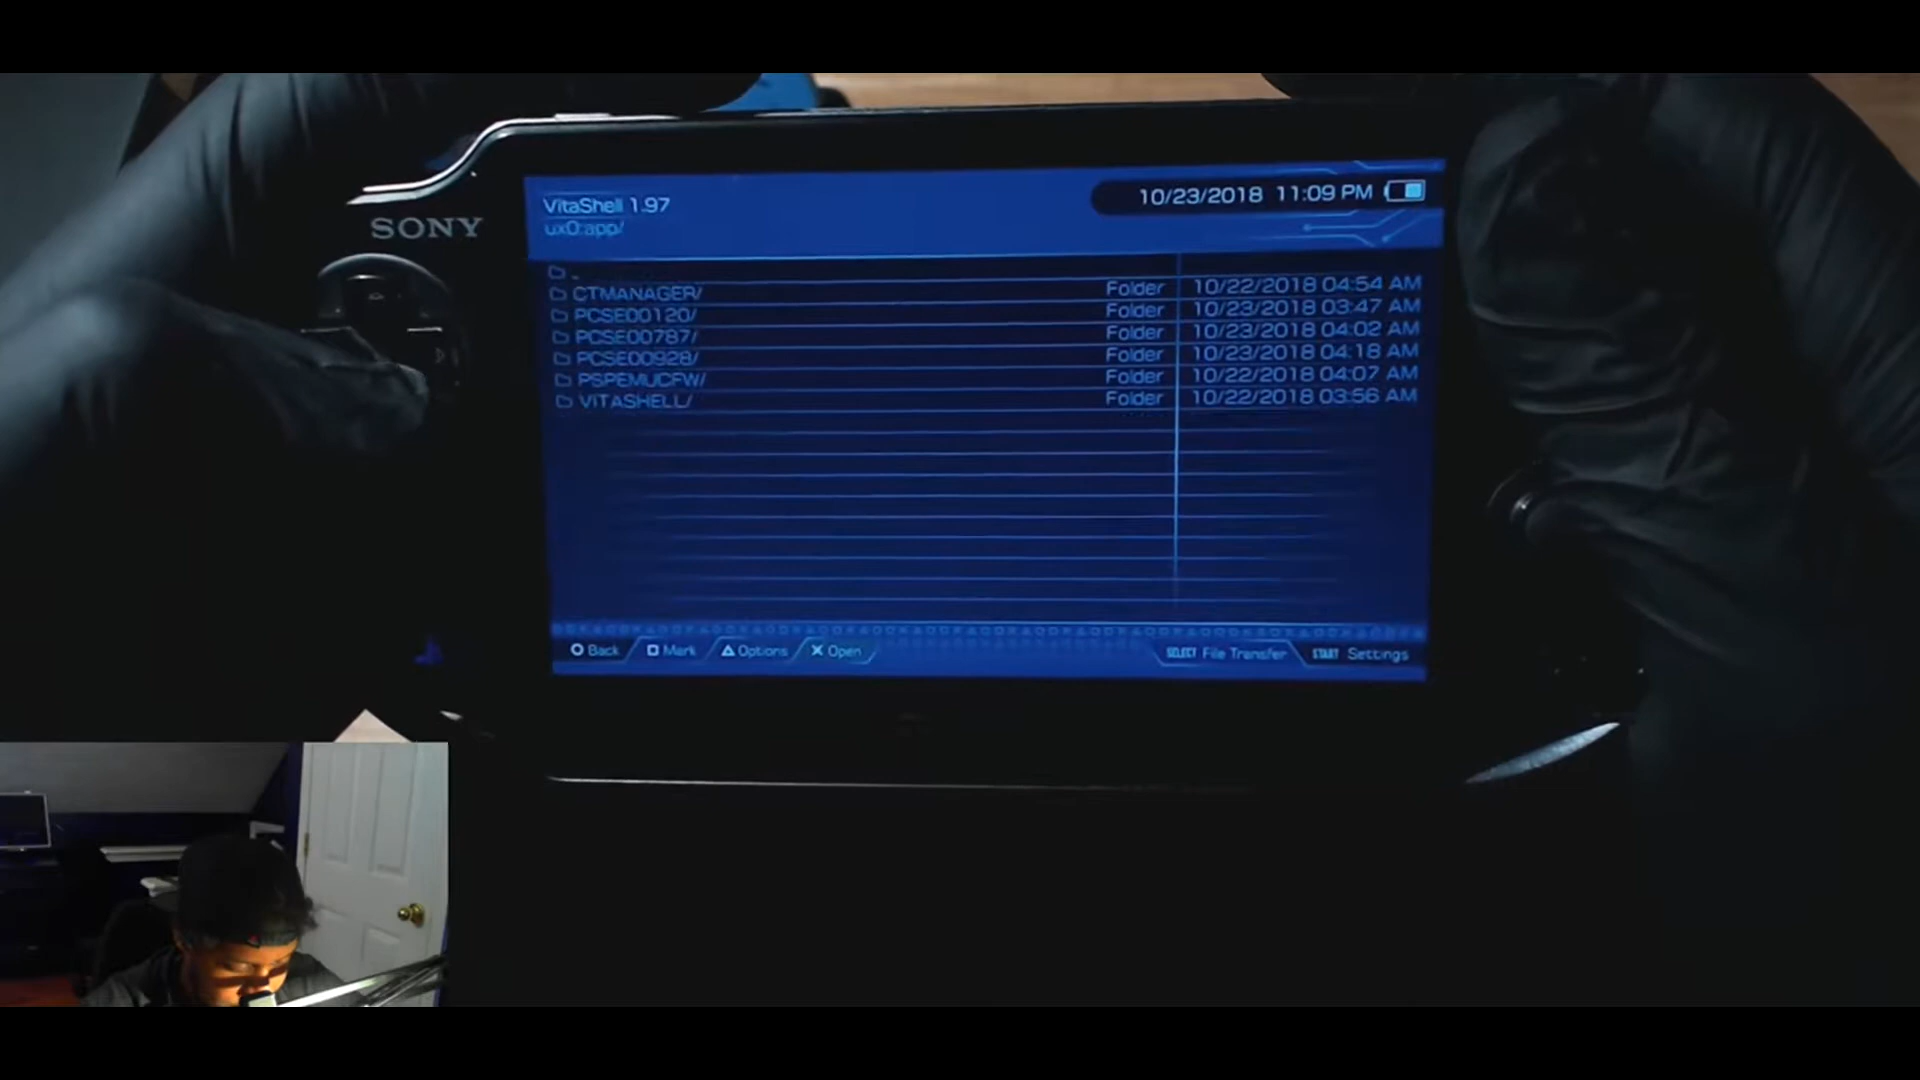 SONY
VitaShell 1.97
ux0:app/
10/23/2018 11:09 PM
..
CTMANAGER/ Folder 10/22/2018 04:54 AM
PCSE00120/ Folder 10/23/2018 03:47 AM
PCSE00787/ Folder 10/23/2018 04:02 AM
PCSE00928/ Folder 10/23/2018 04:18 AM
PSPEMUCFW/ Folder 10/22/2018 04:07 AM
VITASHELL/ Folder 10/22/2018 03:56 AM
Back Mark Options Open SELECT File Transfer START Settings